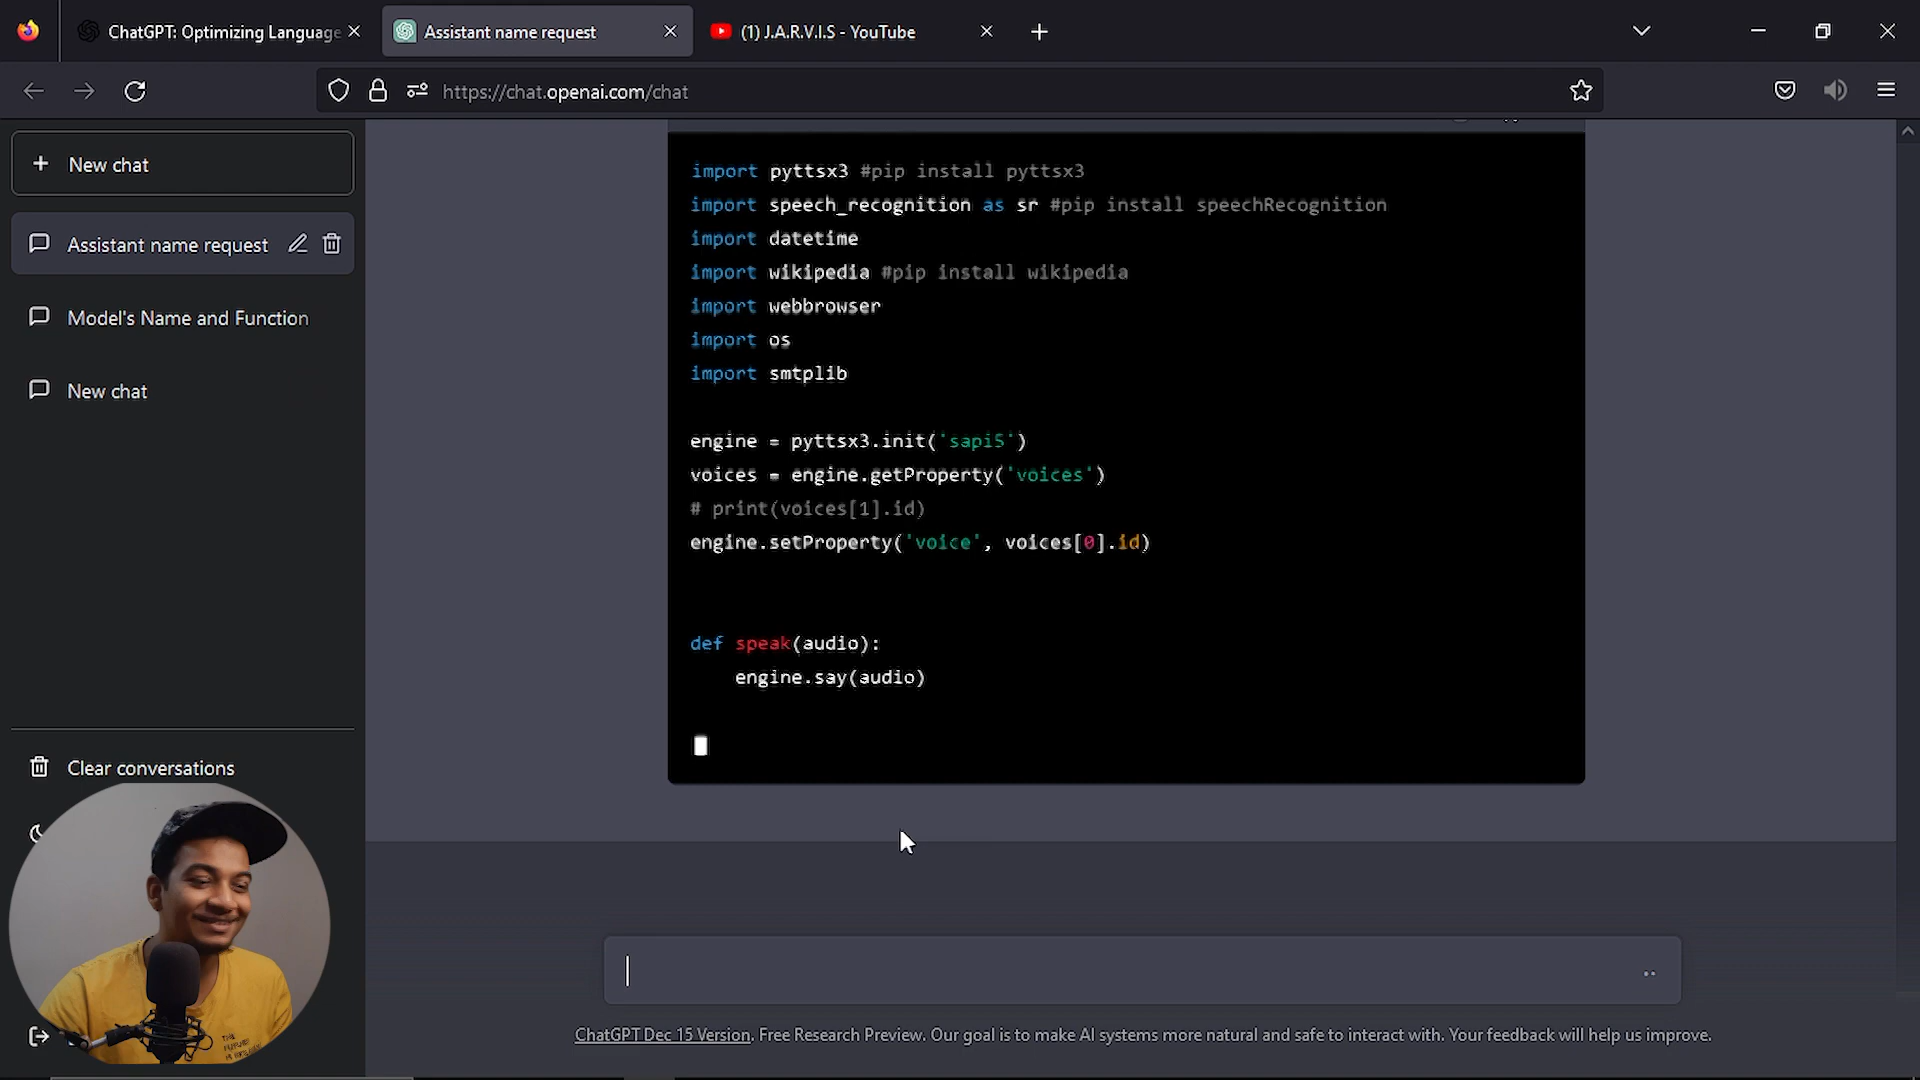 ChatGPT: Optimizing Language
Assistant name request
(1) J.A.R.V.I.S - YouTube
https://chat.openai.com/chat
New chat
Assistant name request
Model's Name and Function
New chat
Clear conversations
import pyttsx3 #pip install pyttsx3
import speech_recognition as sr #pip install speechRecognition
import datetime
import wikipedia #pip install wikipedia
import webbrowser
import os
import smtplib
engine = pyttsx3.init('sapi5')
voices = engine.getProperty('voices')
# print(voices[1].id)
engine.setProperty('voice', voices[0].id)
def speak(audio):
engine.say(audio)
ChatGPT Dec 15 Version. Free Research Preview. Our goal is to make AI systems more natural and safe to interact with. Your feedback will help us improve.